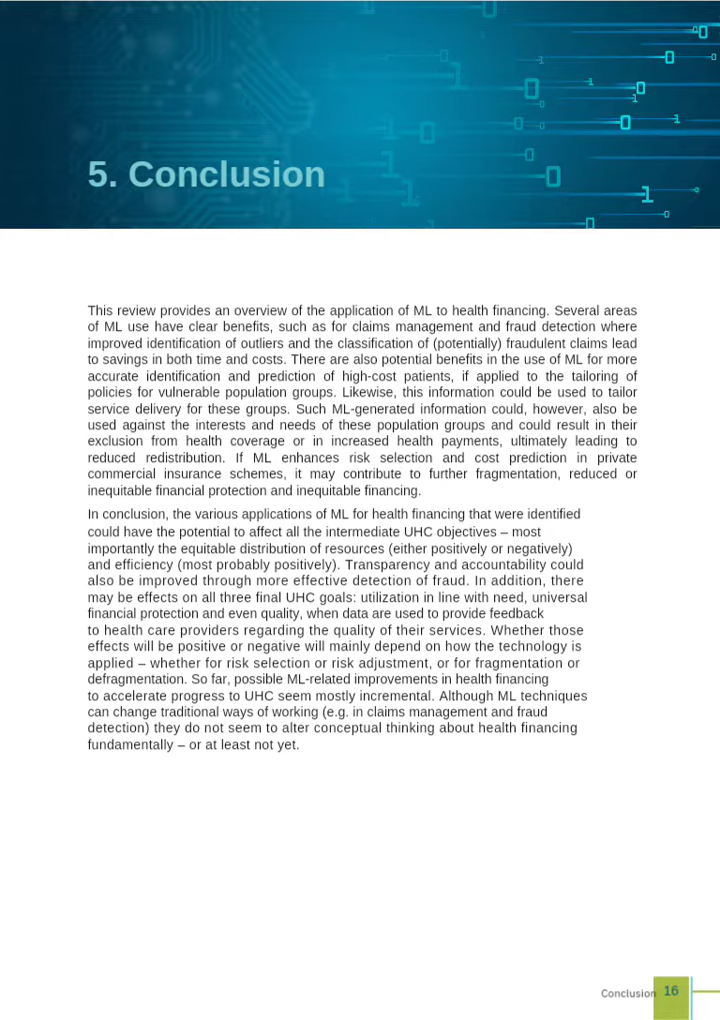 5. Conclusion
This review provides an overview of the application of ML to health financing. Several areas
of ML use have clear benefits, such as for claims management and fraud detection where
improved identification of outliers and the classification of (potentially) fraudulent claims lead
to savings in both time and costs. There are also potential benefits in the use of ML for more
accurate identification and prediction of high-cost patients, if applied to the tailoring of
policies for vulnerable population groups. Likewise, this information could be used to tailor
service delivery for these groups. Such ML-generated information could, however, also be
used against the interests and needs of these population groups and could result in their
exclusion from health coverage or in increased health payments, ultimately leading to
reduced redistribution. If ML enhances risk selection and cost prediction in private
commercial insurance schemes, it may contribute to further fragmentation, reduced or
inequitable financial protection and inequitable financing.
In conclusion, the various applications of ML for health financing that were identified
could have the potential to affect all the intermediate UHC objectives – most
importantly the equitable distribution of resources (either positively or negatively)
and efficiency (most probably positively). Transparency and accountability could
also be improved through more effective detection of fraud. In addition, there
may be effects on all three final UHC goals: utilization in line with need, universal
financial protection and even quality, when data are used to provide feedback
to health care providers regarding the quality of their services. Whether those
effects will be positive or negative will mainly depend on how the technology is
applied – whether for risk selection or risk adjustment, or for fragmentation or
defragmentation. So far, possible ML-related improvements in health financing
to accelerate progress to UHC seem mostly incremental. Although ML techniques
can change traditional ways of working (e.g. in claims management and fraud
detection) they do not seem to alter conceptual thinking about health financing
fundamentally – or at least not yet.
Conclusion 16